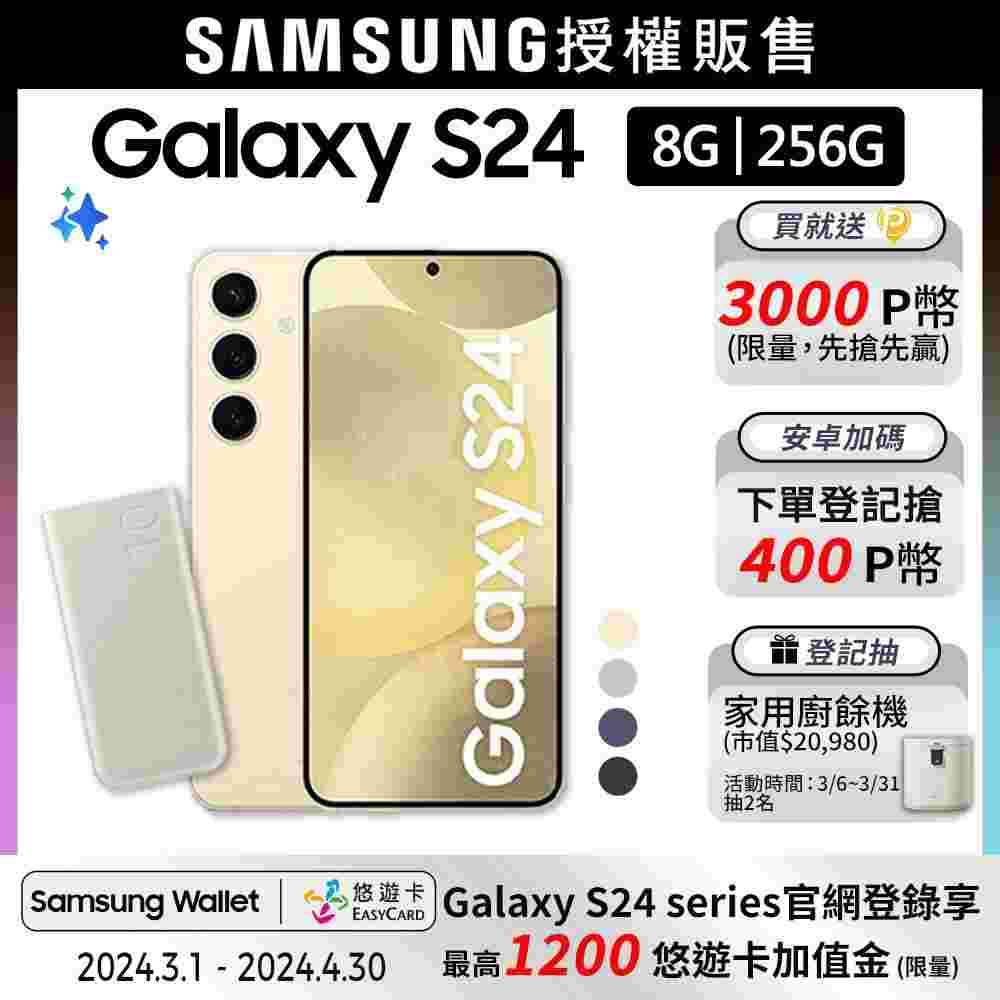 SAMSUNG授權販售
Galaxy S24
8G | 256G
買就送 P
3000 P幣
(限量，先搶先贏)
安卓加碼
下單登記搶
400 P幣
登記抽
家用廚餘機
(市值$20,980)
活動時間：3/6~3/31
抽2名
Galaxy S24
Samsung Wallet
悠遊卡
EASYCARD
2024.3.1 - 2024.4.30
Galaxy S24 series官網登錄享
最高1200 悠遊卡加值金 (限量)